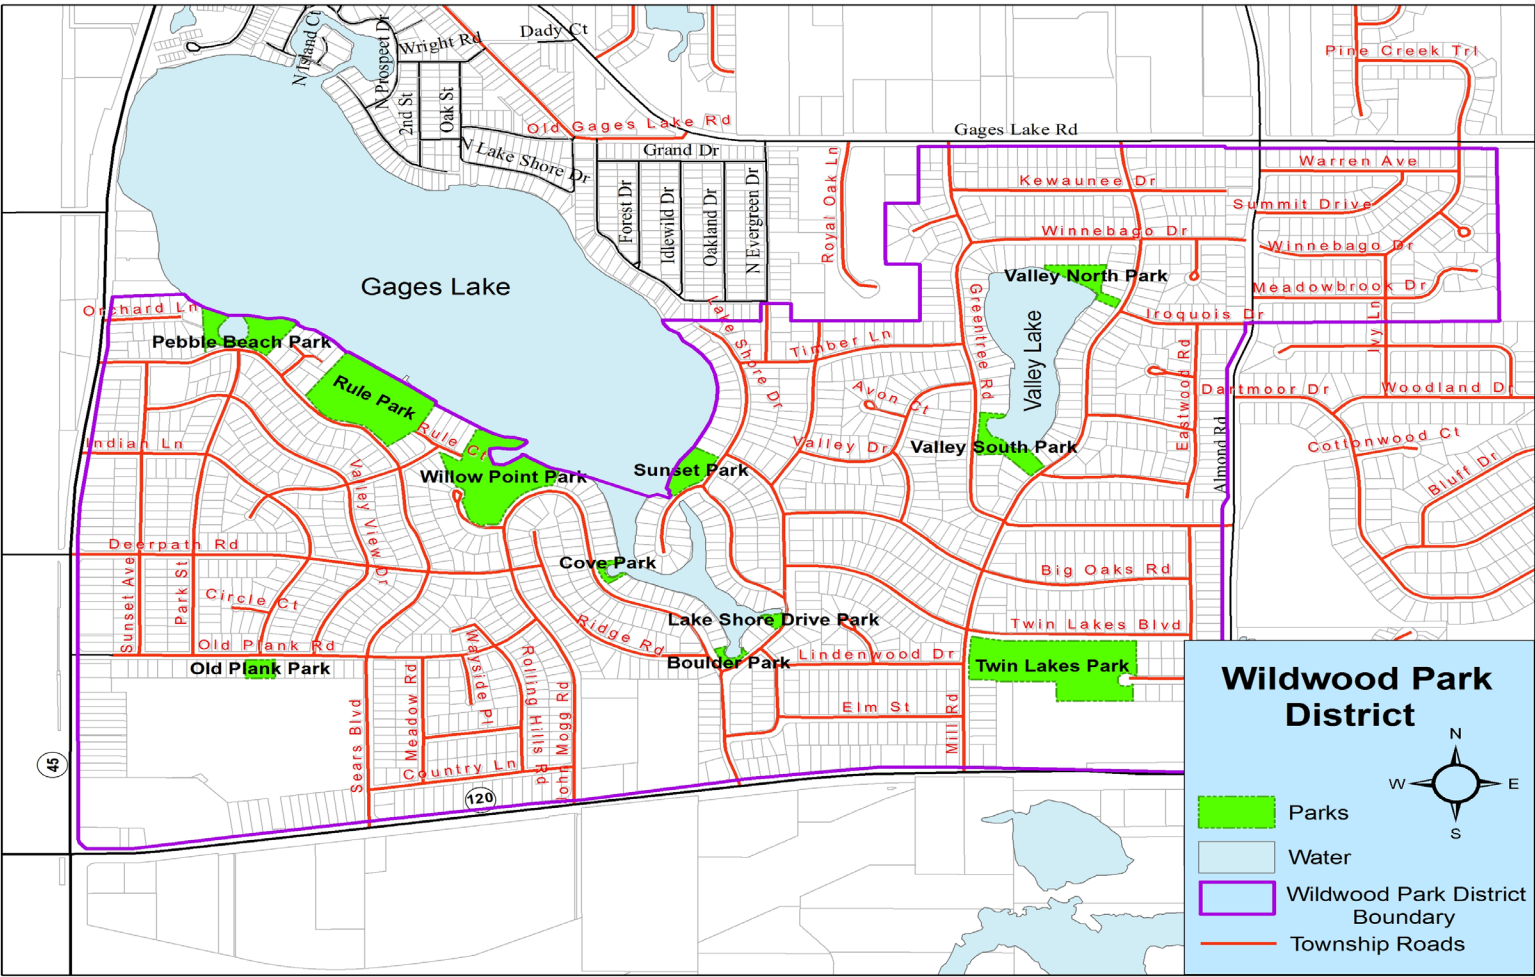 N Island Ct
N Prospect Dr
Wright Rd
Dady Ct
Pine Creek Trl
2nd St
Oak St
Old Gages Lake Rd
Gages Lake Rd
N Lake Shore Dr
Grand Dr
Forest Dr
Idlewild Dr
Oakland Dr
N Evergreen Dr
Royal Oak Ln
Warren Ave
Kewaunee Dr
Summit Drive
Winnebago Dr
Winnebago Dr
Gages Lake
Valley North Park
Meadowbrook Dr
Orchard Ln
Pebble Beach Park
Lake Shore Dr
Timber Ln
Greentree Rd
Valley Lake
Iroquois Dr
Ivy Ln
Eastwood Rd
Rule Park
Avon Ct
Dartmoor Dr
Woodland Dr
Indian Ln
Rule Ct
Valley Dr
Valley South Park
Almond Rd
Cottonwood Ct
Bluff Dr
Willow Point Park
Sunset Park
Valley View Dr
Deerpath Rd
Cove Park
Big Oaks Rd
Sunset Ave
Park St
Circle Ct
Ridge Rd
Lake Shore Drive Park
Twin Lakes Blvd
Old Plank Rd
Old Plank Park
Wayside Pl
Rolling Hills Rd
Boulder Park
Lindenwood Dr
Twin Lakes Park
Sears Blvd
Meadow Rd
John Mogg Rd
Elm St
Mill Rd
Country Ln
45
120
Wildwood Park
District
N
W
E
S
Parks
Water
Wildwood Park District
Boundary
Township Roads